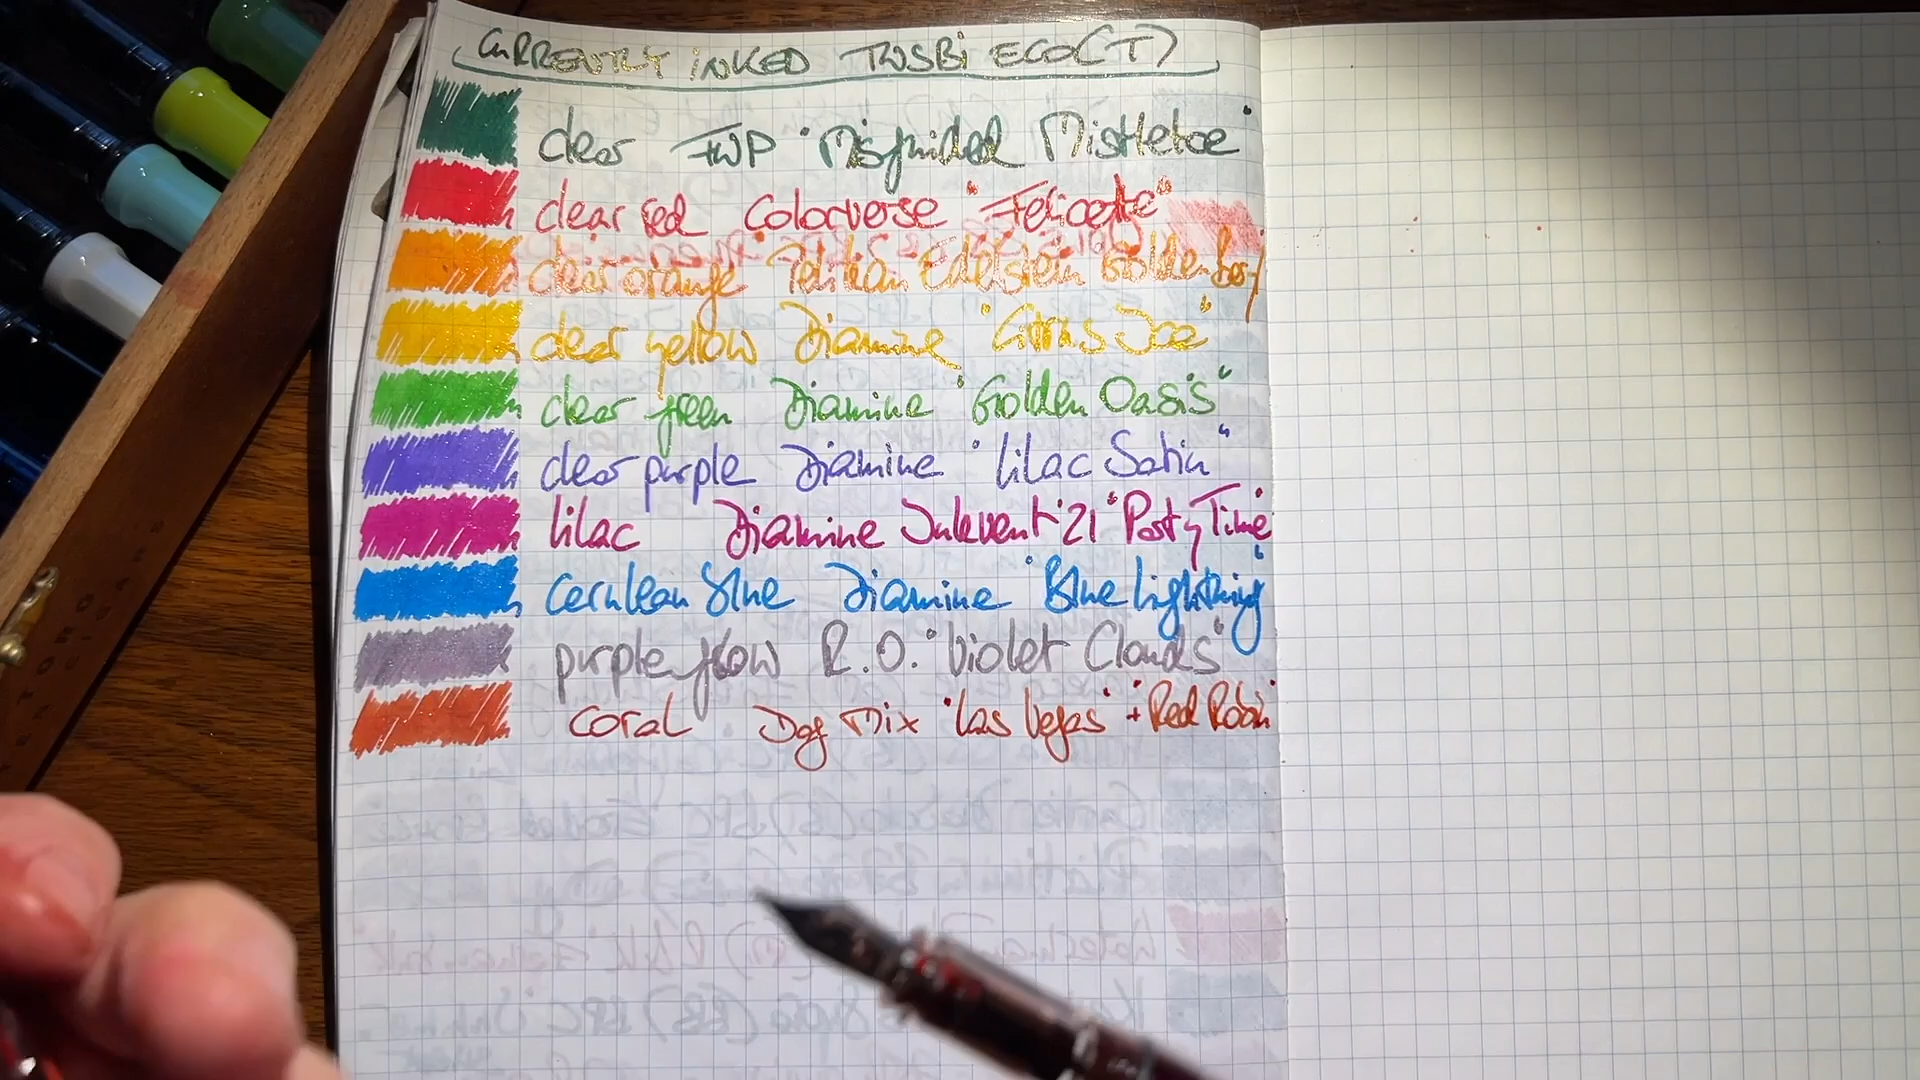 CURRENTLY INKED TWSBi ECO(T)
clear FWP "Misguided Mistletoe"
clear red Colorverse "Felicette"
clear orange Pelikan Edelstein Golden Beryl
clear yellow Diamine "Citrus Ice"
clear green Diamine "Golden Oasis"
clear purple Diamine "Lilac Satin"
lilac Diamine Inkvent '21 "Party Time"
cerulean blue Diamine "Blue Lightning"
purple glow R.O. "Violet Clouds"
coral Dog Mix "Las Vegas" + "Red Robin"